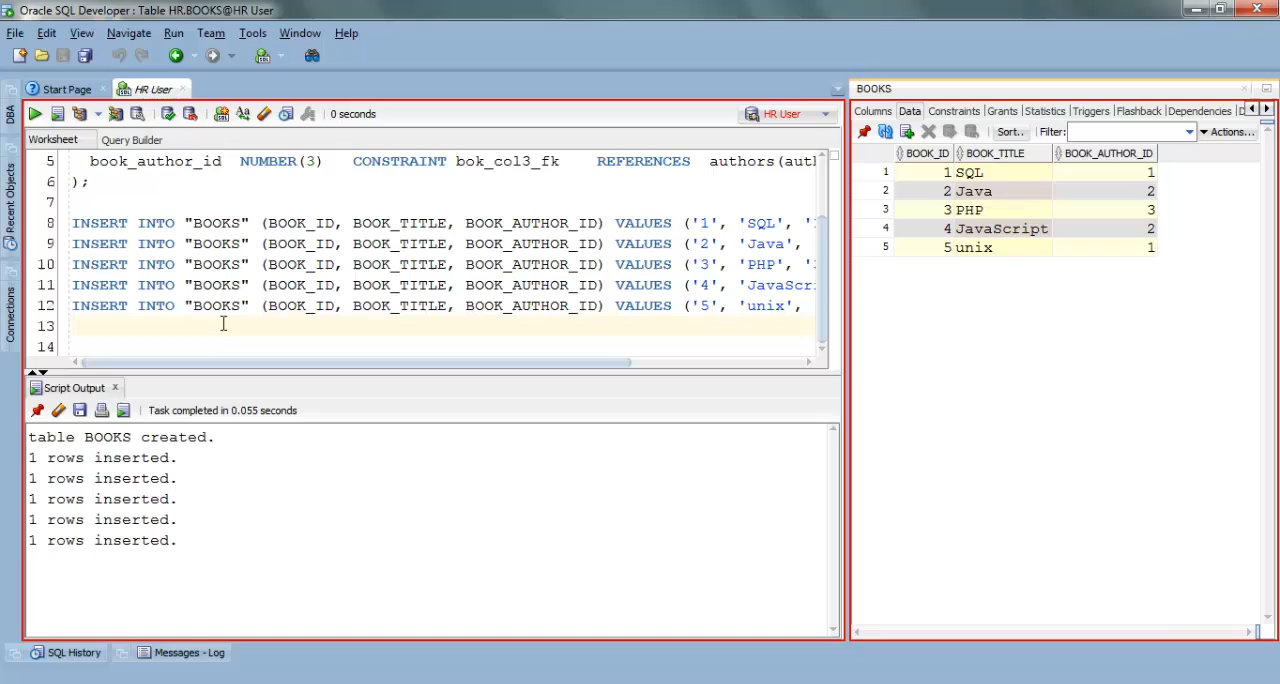 Oracle SQL Developer : Table HR.BOOKS@HR User
File Edit View Navigate Run Team Tools Window Help
Start Page
HR User
DBA
Recent Objects
Connections
0 seconds
HR User
Worksheet Query Builder
5 book_author_id NUMBER(3) CONSTRAINT bok_col3_fk REFERENCES authors(aut
6 );
7
8 INSERT INTO "BOOKS" (BOOK_ID, BOOK_TITLE, BOOK_AUTHOR_ID) VALUES ('1', 'SQL', '
9 INSERT INTO "BOOKS" (BOOK_ID, BOOK_TITLE, BOOK_AUTHOR_ID) VALUES ('2', 'Java',
10 INSERT INTO "BOOKS" (BOOK_ID, BOOK_TITLE, BOOK_AUTHOR_ID) VALUES ('3', 'PHP', '
11 INSERT INTO "BOOKS" (BOOK_ID, BOOK_TITLE, BOOK_AUTHOR_ID) VALUES ('4', 'JavaScri
12 INSERT INTO "BOOKS" (BOOK_ID, BOOK_TITLE, BOOK_AUTHOR_ID) VALUES ('5', 'unix',
13
14
Script Output
Task completed in 0.055 seconds
table BOOKS created.
1 rows inserted.
1 rows inserted.
1 rows inserted.
1 rows inserted.
1 rows inserted.
BOOKS
Columns Data Constraints Grants Statistics Triggers Flashback Dependencies D
Sort.. Filter: Actions...
BOOK_ID BOOK_TITLE BOOK_AUTHOR_ID
1 1 SQL 1
2 2 Java 2
3 3 PHP 3
4 4 JavaScript 2
5 5 unix 1
SQL History Messages - Log